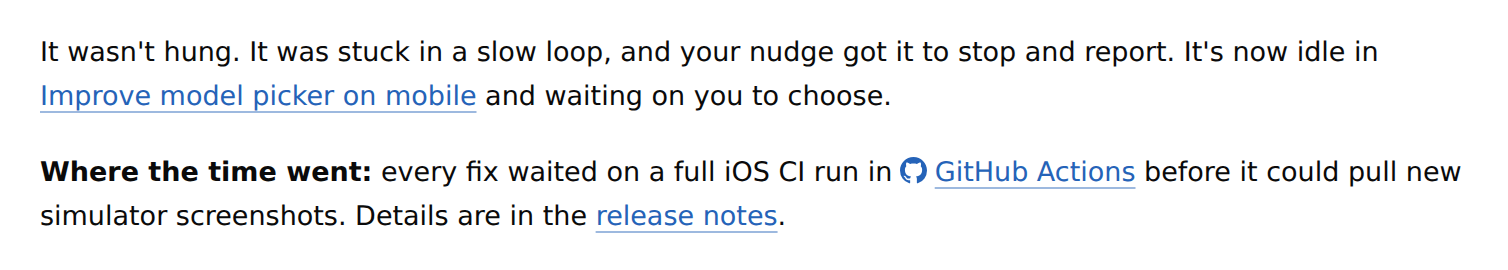 It wasn't hung. It was stuck in a slow loop, and your nudge got it to stop and report. It's now idle in
Improve model picker on mobile and waiting on you to choose.
Where the time went: every fix waited on a full iOS CI run in GitHub Actions before it could pull new
simulator screenshots. Details are in the release notes.